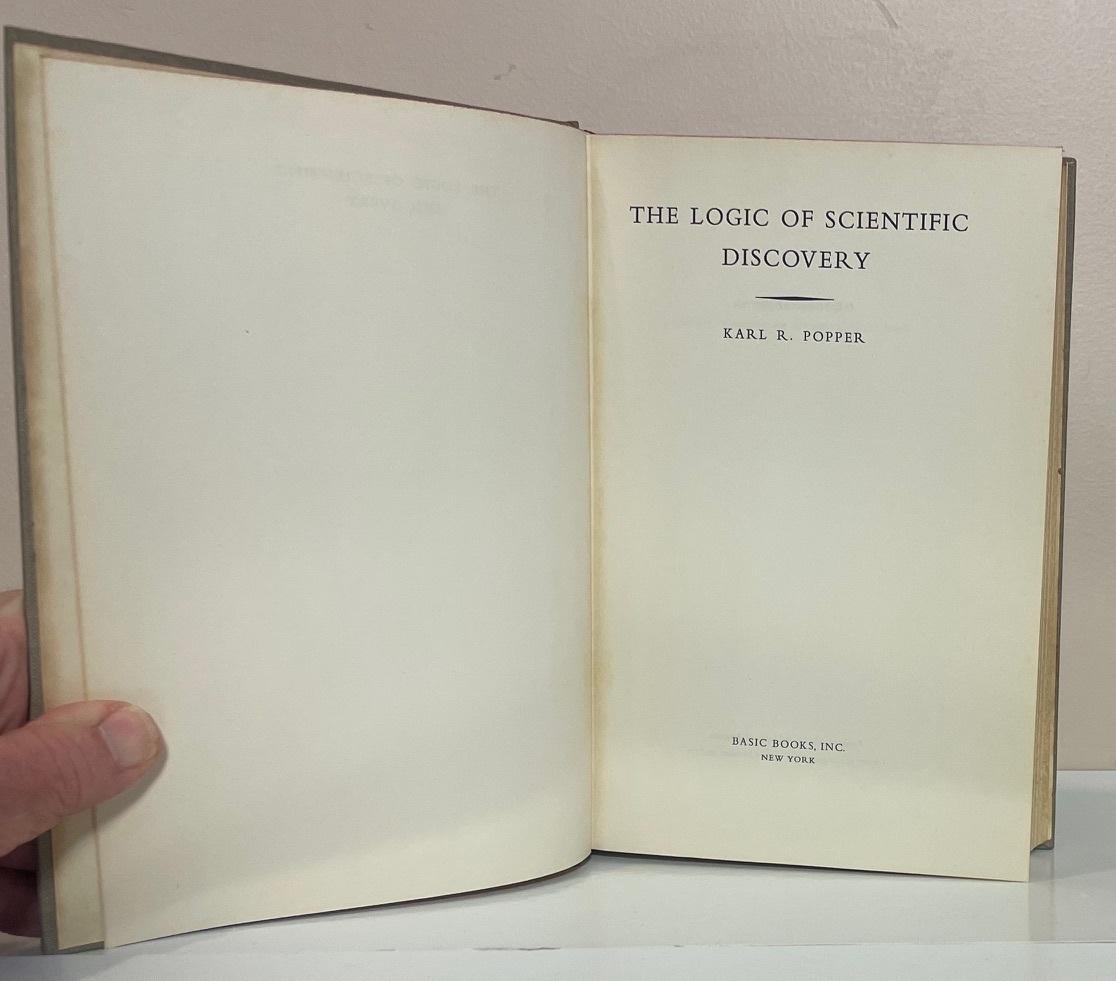 THE LOGIC OF SCIENTIFIC
DISCOVERY
KARL R. POPPER
BASIC BOOKS, INC.
NEW YORK